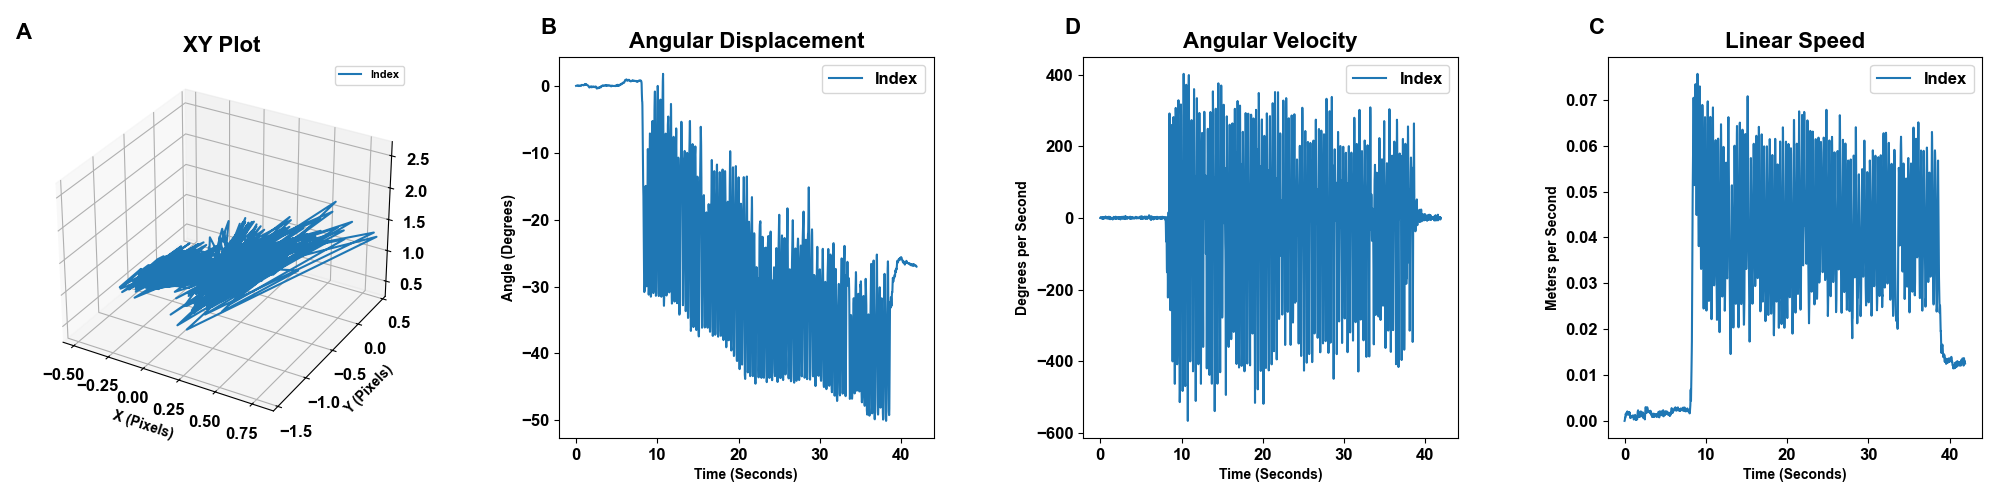 A
XY Plot
Index
2.5
2.0
1.5
1.0
0.5
0.5
0.0
−0.5
−1.0
−1.5
Y (Pixels)
−0.50
−0.25
0.00
0.25
0.50
0.75
X (Pixels)
B
Angular Displacement
Index
0
−10
−20
−30
−40
−50
Angle (Degrees)
0 10 20 30 40
Time (Seconds)
D
Angular Velocity
Index
400
200
0
−200
−400
−600
Degrees per Second
0 10 20 30 40
Time (Seconds)
C
Linear Speed
Index
0.07
0.06
0.05
0.04
0.03
0.02
0.01
0.00
Meters per Second
0 10 20 30 40
Time (Seconds)